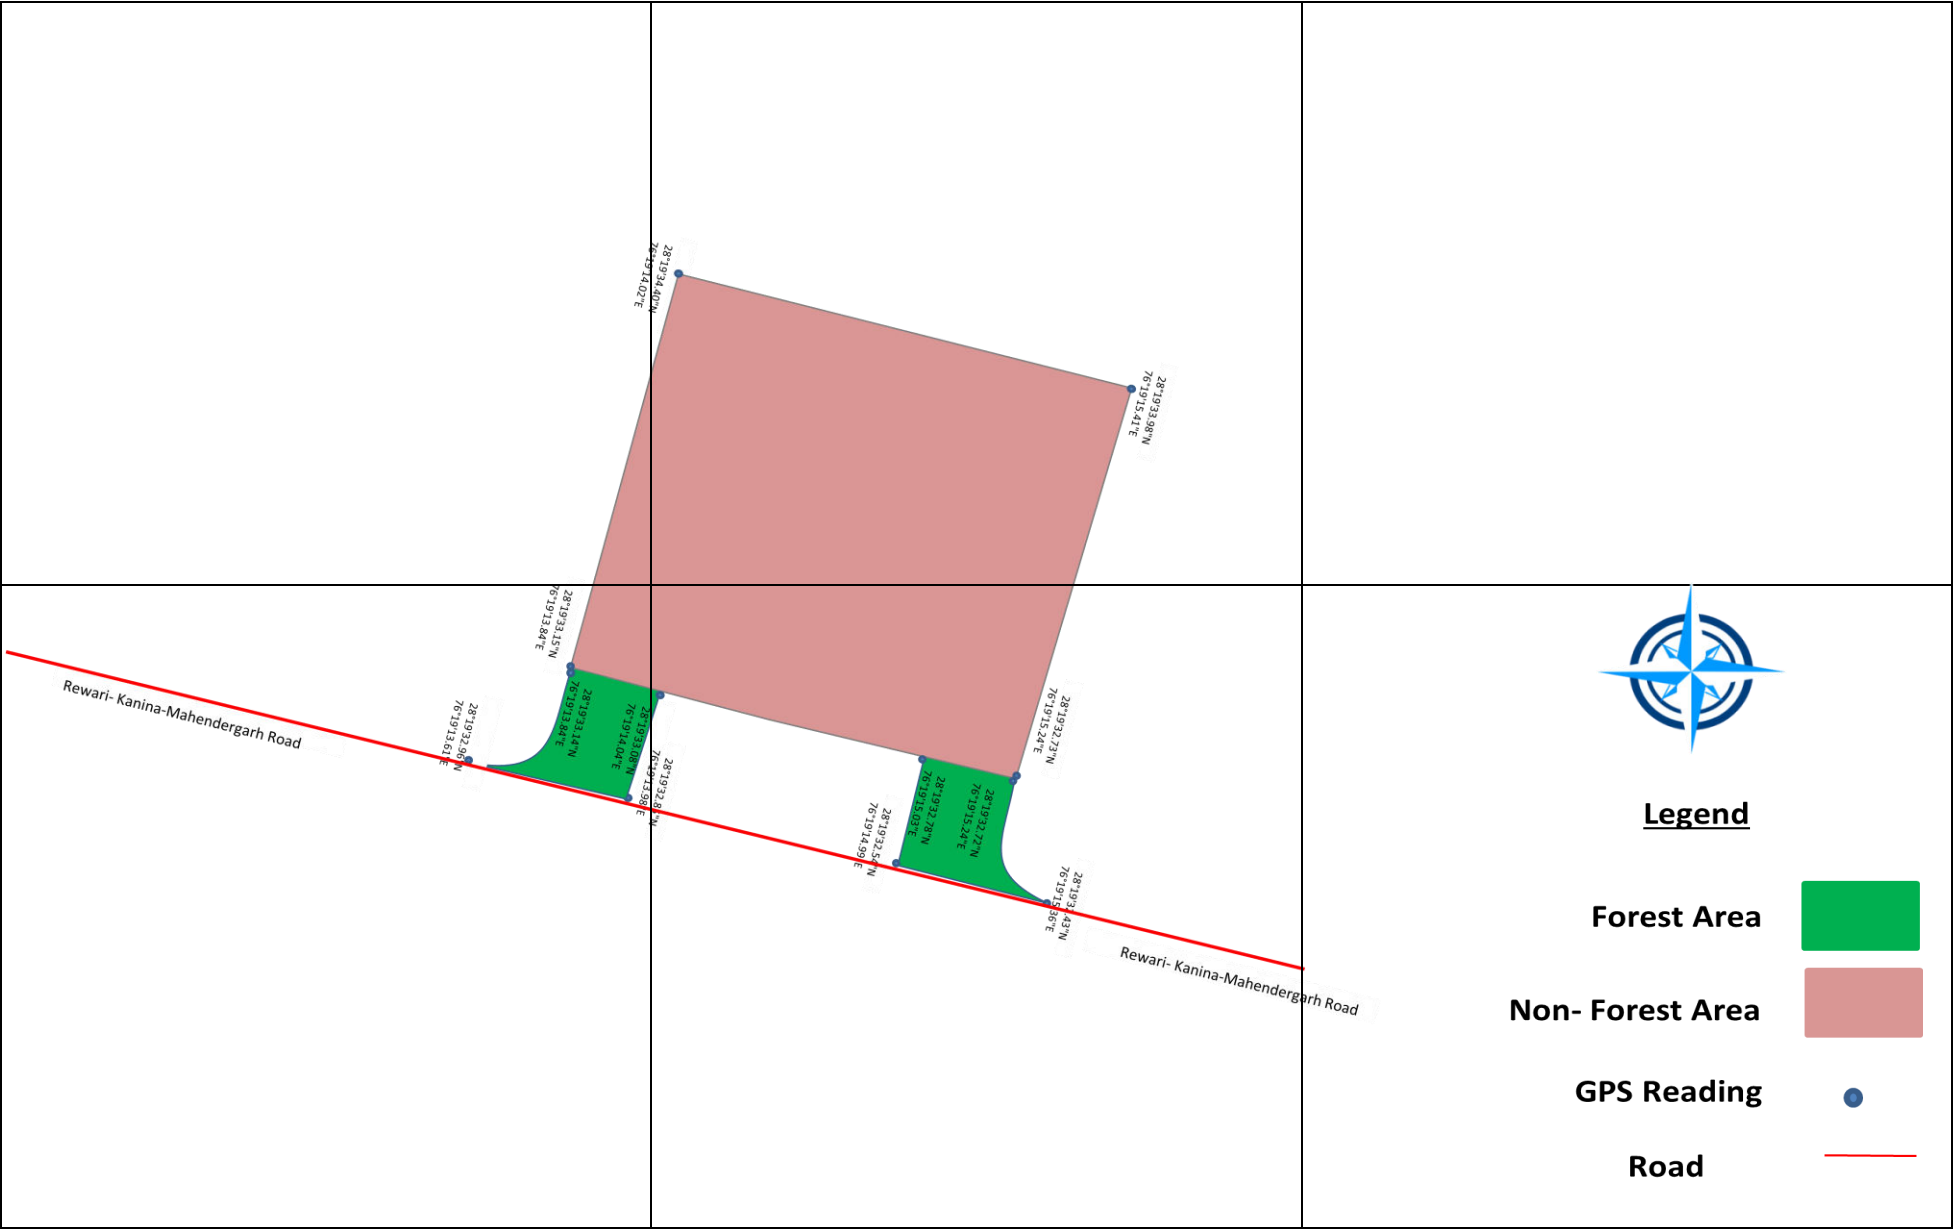 28°19'34.40"N
76°19'14.02"E
28°19'33.98"N
76°19'15.41"E
28°19'33.15"N
76°19'13.84"E
28°19'33.14"N
76°19'13.84"E
28°19'33.08"N
76°19'14.04"E
28°19'32.96"N
76°19'13.61"E
76°19'13.98"E
28°19'32.73"N
76°19'15.24"E
28°19'32.78"N
76°19'15.03"E
28°19'32.72"N
76°19'15.24"E
28°19'32.54"N
76°19'14.99"E
76°19'15.36"E
Rewari- Kanina-Mahendergarh Road
Rewari- Kanina-Mahendergarh Road
Legend
Forest Area
Non- Forest Area
GPS Reading
Road